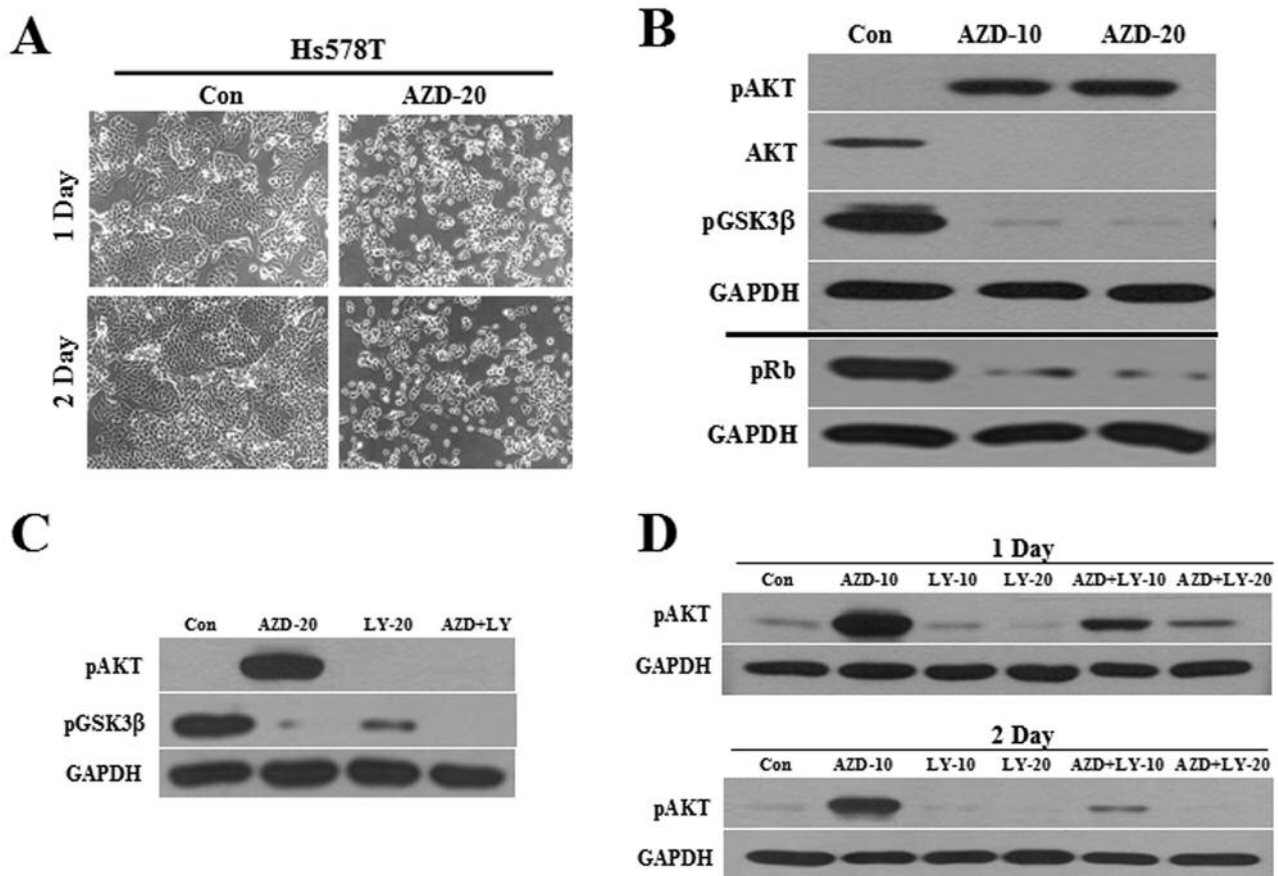 A
Hs578T
Con AZD-20
1 Day
2 Day
B
Con AZD-10 AZD-20
pAKT
AKT
pGSK3β
GAPDH
pRb
GAPDH
C
Con AZD-20 LY-20 AZD+LY
pAKT
pGSK3β
GAPDH
D
1 Day
Con AZD-10 LY-10 LY-20 AZD+LY-10 AZD+LY-20
pAKT
GAPDH
2 Day
Con AZD-10 LY-10 LY-20 AZD+LY-10 AZD+LY-20
pAKT
GAPDH